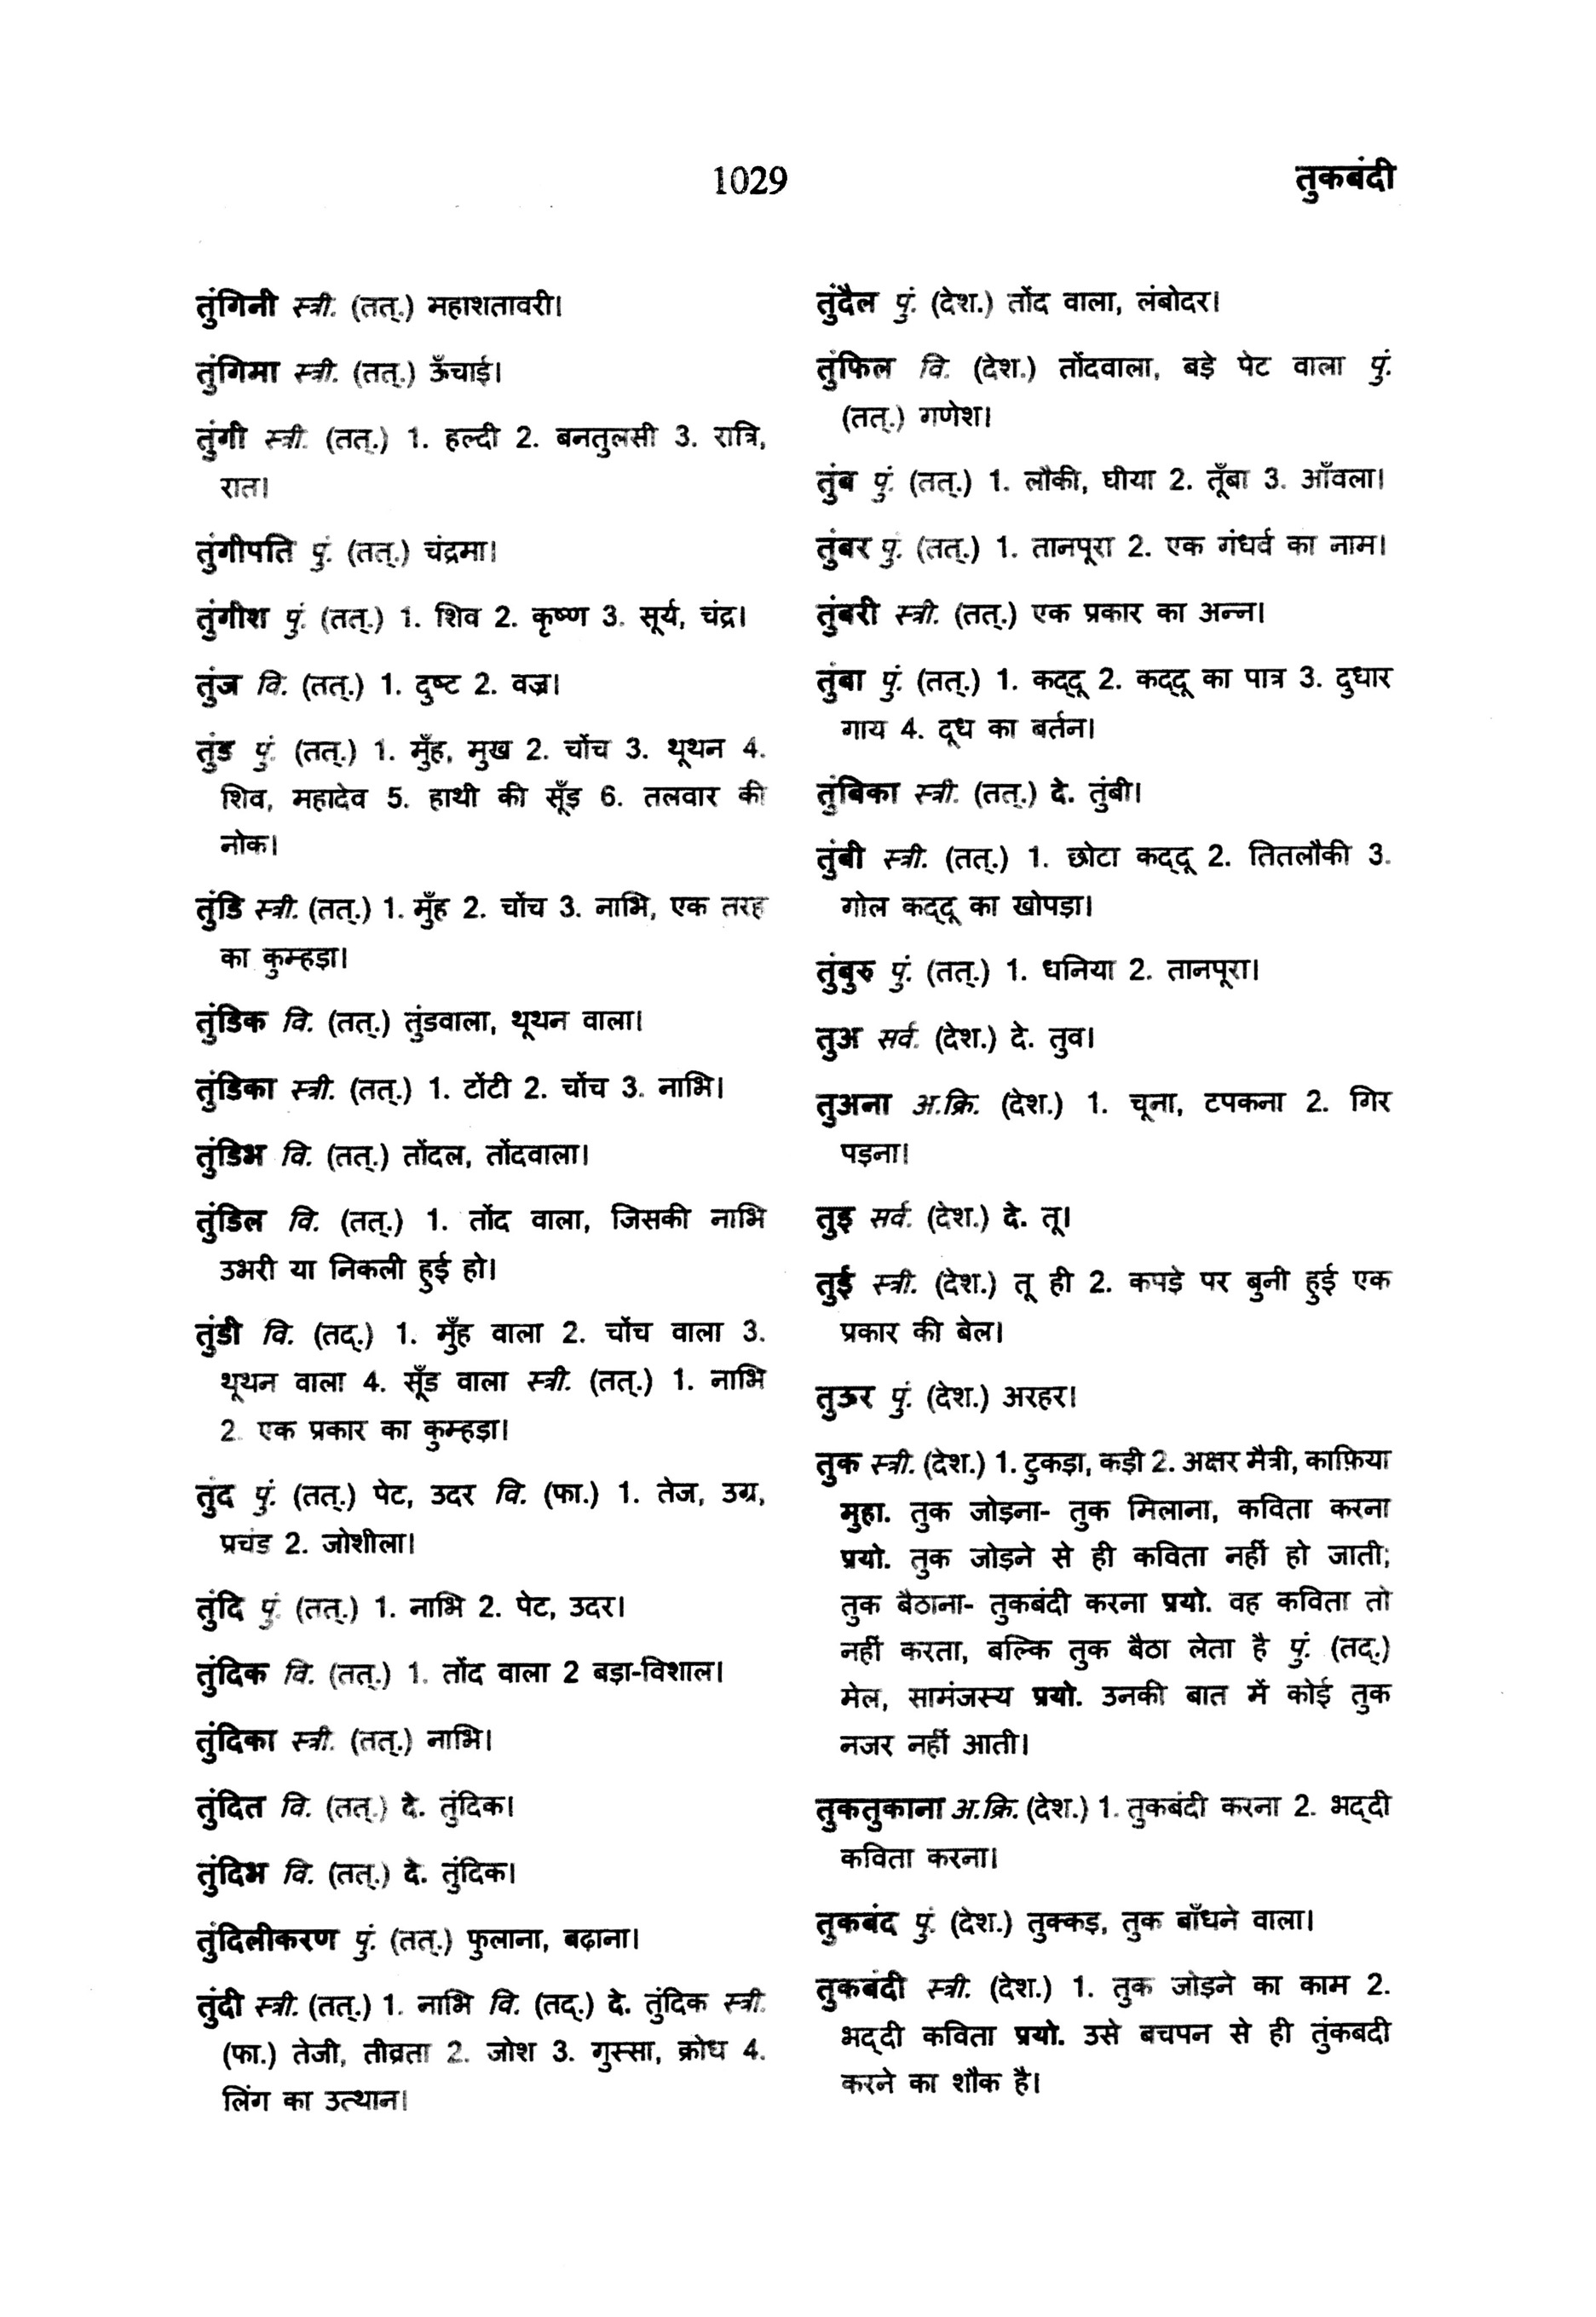 1029
तुकबंदी
तुंगिनी स्त्री. (तत्.) महाशतावरी।
तुंगिमा स्त्री. (तत्.) ऊँचाई।
तुंगी स्त्री. (तत्.) 1. हल्दी 2. बनतुलसी 3. रात्रि,
रात।
तुंगीपति पुं. (तत्.) चंद्रमा।
तुंगीश पुं. (तत्.) 1. शिव 2. कृष्ण 3. सूर्य, चंद्र।
तुंज वि. (तत्.) 1. दुष्ट 2. वज्र।
तुंड पुं. (तत्.) 1. मुँह, मुख 2. चोंच 3. थूथन 4.
शिव, महादेव 5. हाथी की सूँड़ 6. तलवार की
नोक।
तुंडि स्त्री. (तत्.) 1. मुँह 2. चोंच 3. नाभि, एक तरह
का कुम्हड़ा।
तुंडिक वि. (तत्.) तुंडवाला, थूथन वाला।
तुंडिका स्त्री. (तत्.) 1. टोंटी 2. चोंच 3. नाभि।
तुंडिभ वि. (तत्.) तोंदल, तोंदवाला।
तुंडिल वि. (तत्.) 1. तोंद वाला, जिसकी नाभि
उभरी या निकली हुई हो।
तुंडी वि. (तद्.) 1. मुँह वाला 2. चोंच वाला 3.
थूथन वाला 4. सूँड वाला स्त्री. (तत्.) 1. नाभि
2. एक प्रकार का कुम्हड़ा।
तुंद पुं. (तत्.) पेट, उदर वि. (फा.) 1. तेज, उग्र,
प्रचंड 2. जोशीला।
तुंदि पुं. (तत्.) 1. नाभि 2. पेट, उदर।
तुंदिक वि. (तत्.) 1. तोंद वाला 2 बड़ा-विशाल।
तुंदिका स्त्री. (तत्.) नाभि।
तुंदित वि. (तत्.) दे. तुंदिक।
तुंदिभ वि. (तत्.) दे. तुंदिक।
तुंदिलीकरण पुं. (तत्.) फुलाना, बढ़ाना।
तुंदी स्त्री. (तत्.) 1. नाभि वि. (तद्.) दे. तुंदिक स्त्री.
(फा.) तेजी, तीव्रता 2. जोश 3. गुस्सा, क्रोध 4.
लिंग का उत्थान।
तुंदैल पुं. (देश.) तोंद वाला, लंबोदर।
तुंफिल वि. (देश.) तोंदवाला, बड़े पेट वाला पुं.
(तत्.) गणेश।
तुंब पुं. (तत्.) 1. लौकी, घीया 2. तूँबा 3. आँवला।
तुंबर पुं. (तत्.) 1. तानपूरा 2. एक गंधर्व का नाम।
तुंबरी स्त्री. (तत्.) एक प्रकार का अन्न।
तुंबा पुं. (तत्.) 1. कद्दू 2. कद्दू का पात्र 3. दुधार
गाय 4. दूध का बर्तन।
तुंबिका स्त्री. (तत्.) दे. तुंबी।
तुंबी स्त्री. (तत्.) 1. छोटा कद्दू 2. तितलौकी 3.
गोल कद्दू का खोपड़ा।
तुंबुरु पुं. (तत्.) 1. धनिया 2. तानपूरा।
तुअ सर्व. (देश.) दे. तुव।
तुअना अ.क्रि. (देश.) 1. चूना, टपकना 2. गिर
पड़ना।
तुइ सर्व. (देश.) दे. तू।
तुई स्त्री. (देश.) तू ही 2. कपड़े पर बुनी हुई एक
प्रकार की बेल।
तुऊर पुं. (देश.) अरहर।
तुक स्त्री. (देश.) 1. टुकड़ा, कड़ी 2. अक्षर मैत्री, काफ़िया
मुहा. तुक जोड़ना- तुक मिलाना, कविता करना
प्रयो. तुक जोड़ने से ही कविता नहीं हो जाती;
तुक बैठाना- तुकबंदी करना प्रयो. वह कविता तो
नहीं करता, बल्कि तुक बैठा लेता है पुं. (तद्.)
मेल, सामंजस्य प्रयो. उनकी बात में कोई तुक
नजर नहीं आती।
तुकतुकाना अ.क्रि. (देश.) 1. तुकबंदी करना 2. भद्दी
कविता करना।
तुकबंद पुं. (देश.) तुक्कड़, तुक बाँधने वाला।
तुकबंदी स्त्री. (देश.) 1. तुक जोड़ने का काम 2.
भद्दी कविता प्रयो. उसे बचपन से ही तुंकबदी
करने का शौक है।